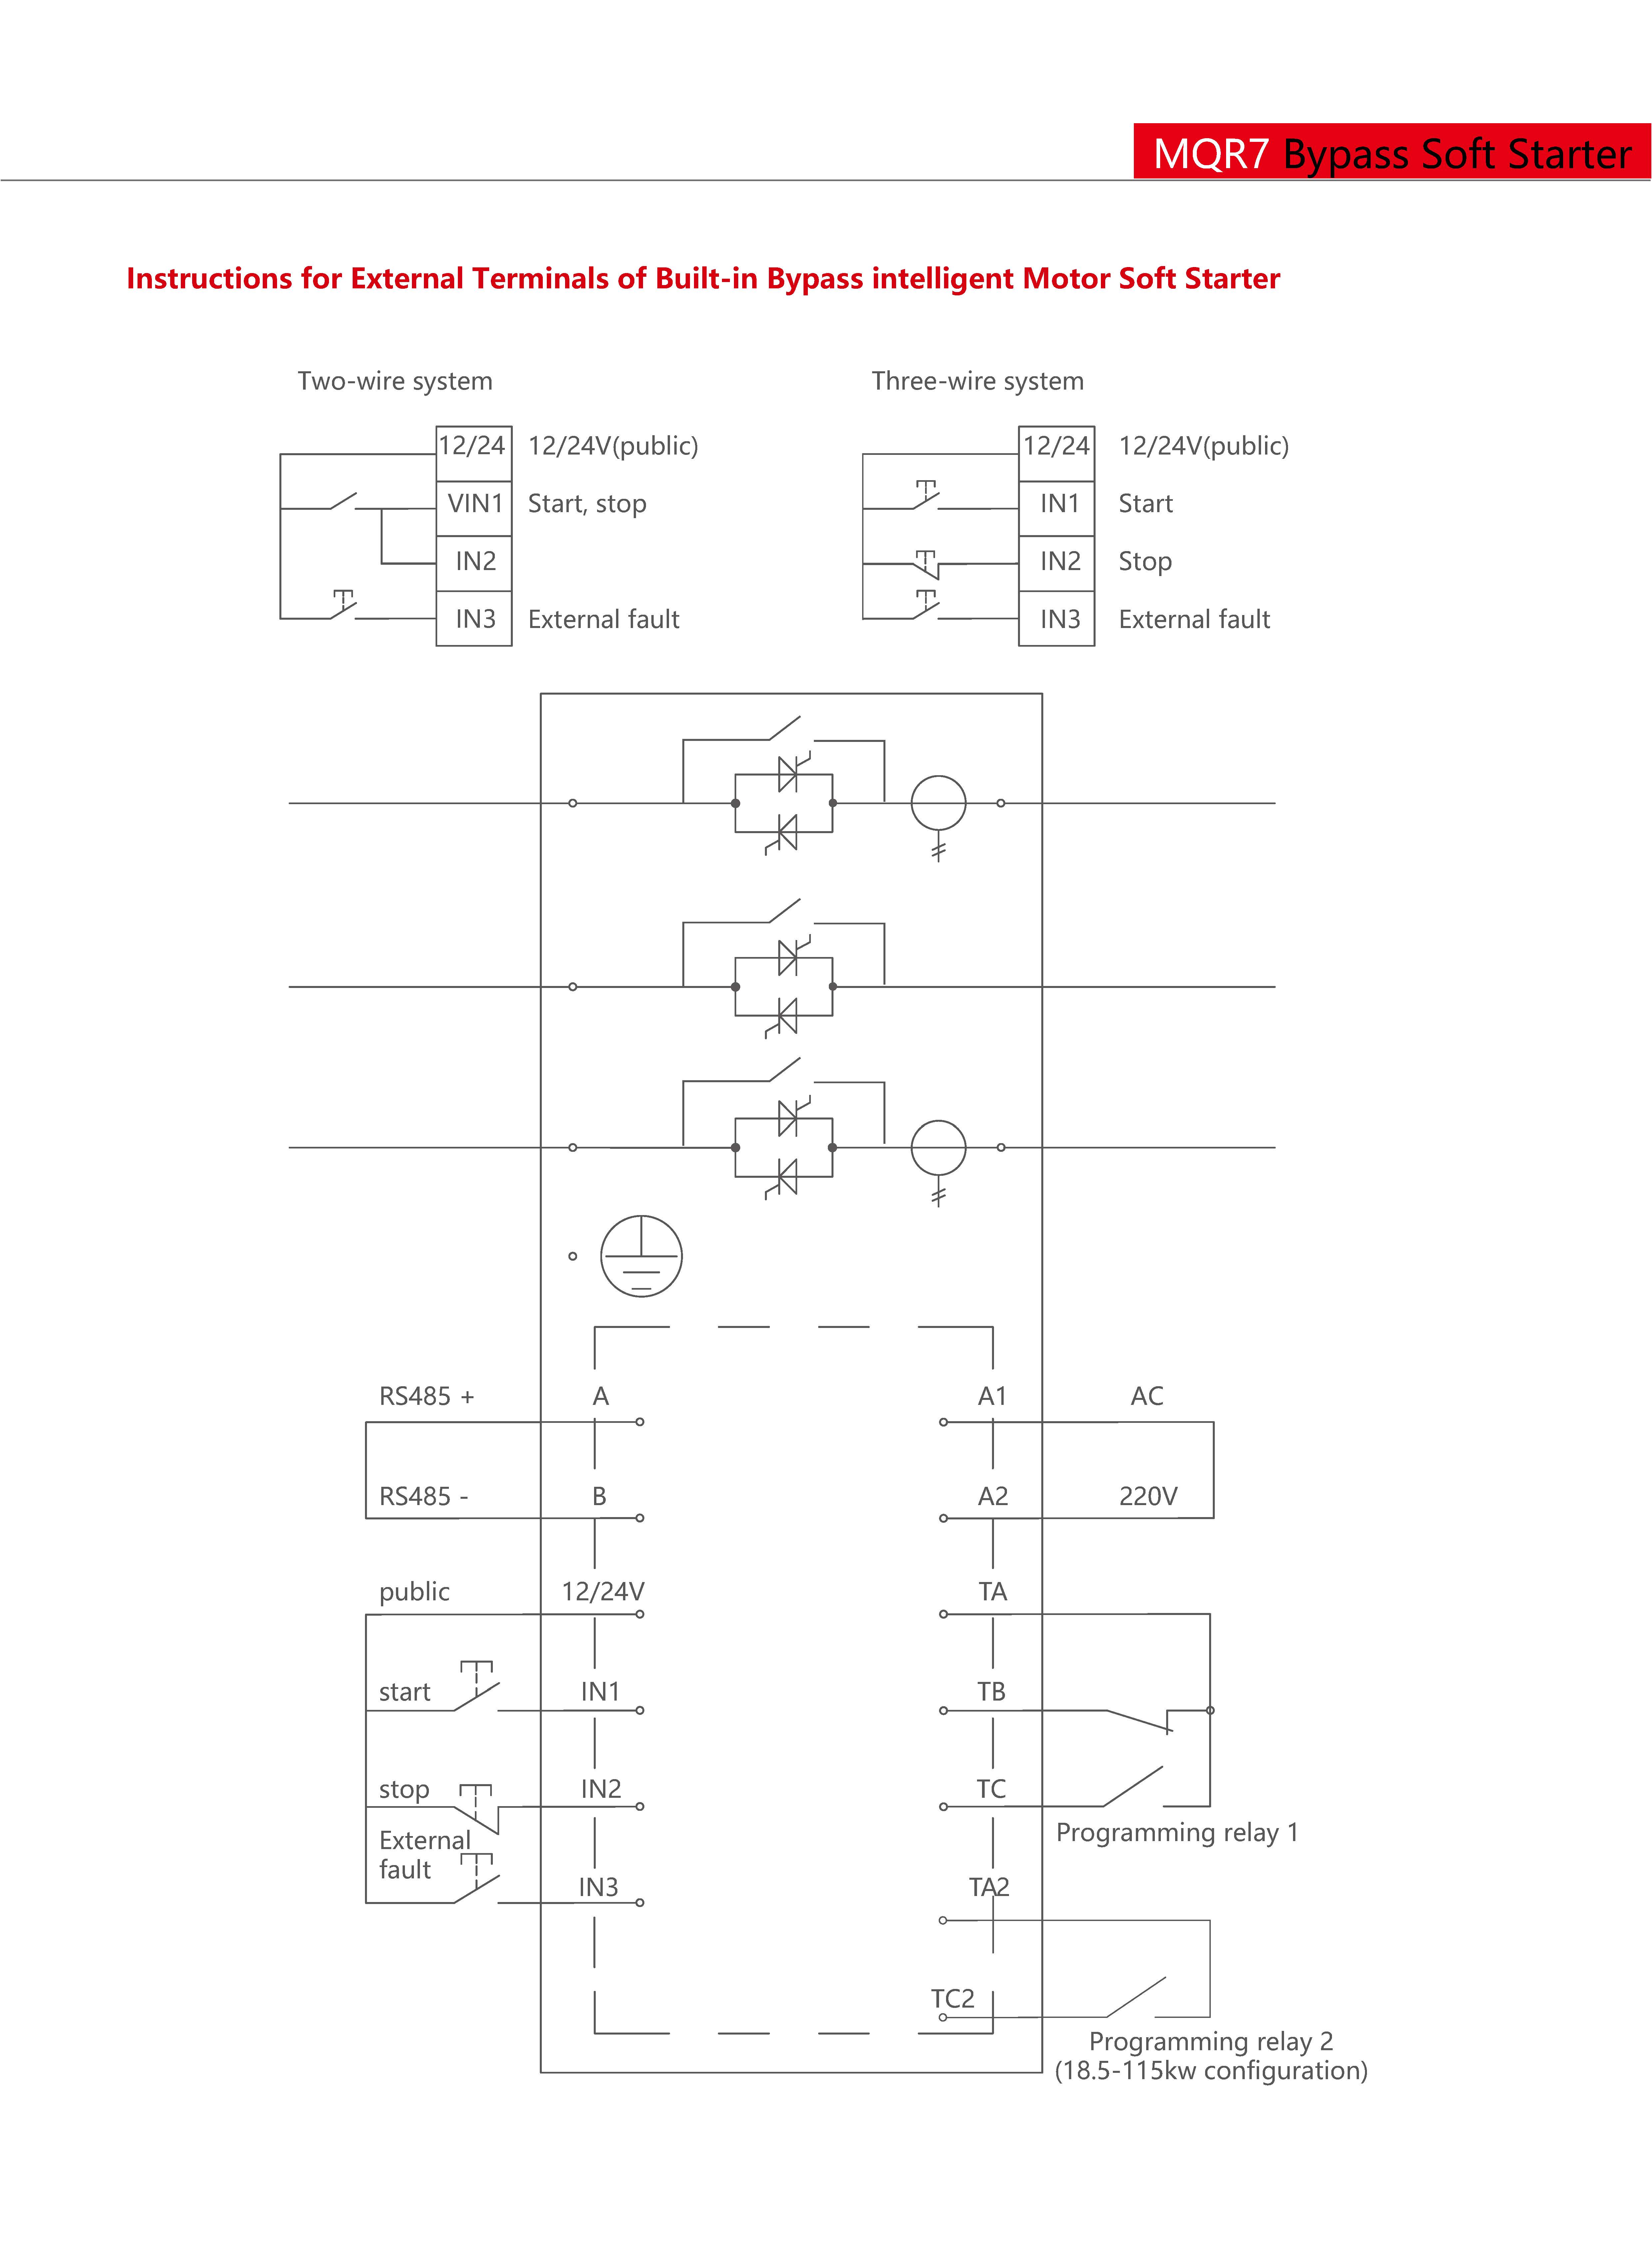 MQR7 Bypass Soft Starter
Instructions for External Terminals of Built-in Bypass intelligent Motor Soft Starter
Two-wire system
12/24 12/24V(public)
VIN1 Start, stop
IN2
IN3 External fault
Three-wire system
12/24 12/24V(public)
IN1 Start
IN2 Stop
IN3 External fault
RS485 + A A1 AC
RS485 - B A2 220V
public 12/24V TA
start IN1 TB
stop IN2 TC
Programming relay 1
External
fault
IN3 TA2
TC2
Programming relay 2
(18.5-115kw configuration)